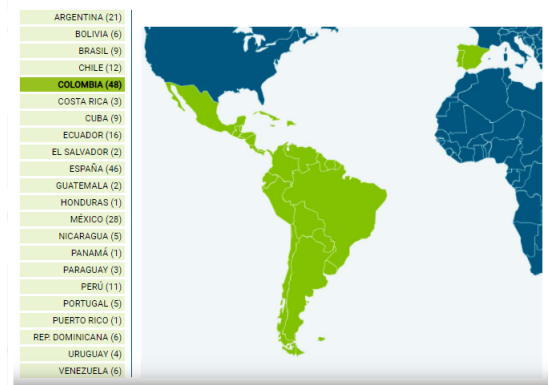 ARGENTINA (21)
BOLIVIA (6)
BRASIL (9)
CHILE (12)
COLOMBIA (48)
COSTA RICA (3)
CUBA (9)
ECUADOR (16)
EL SALVADOR (2)
ESPAÑA (46)
GUATEMALA (2)
HONDURAS (1)
MÉXICO (28)
NICARAGUA (5)
PANAMÁ (1)
PARAGUAY (3)
PERÚ (11)
PORTUGAL (5)
PUERTO RICO (1)
REP. DOMINICANA (6)
URUGUAY (4)
VENEZUELA (6)